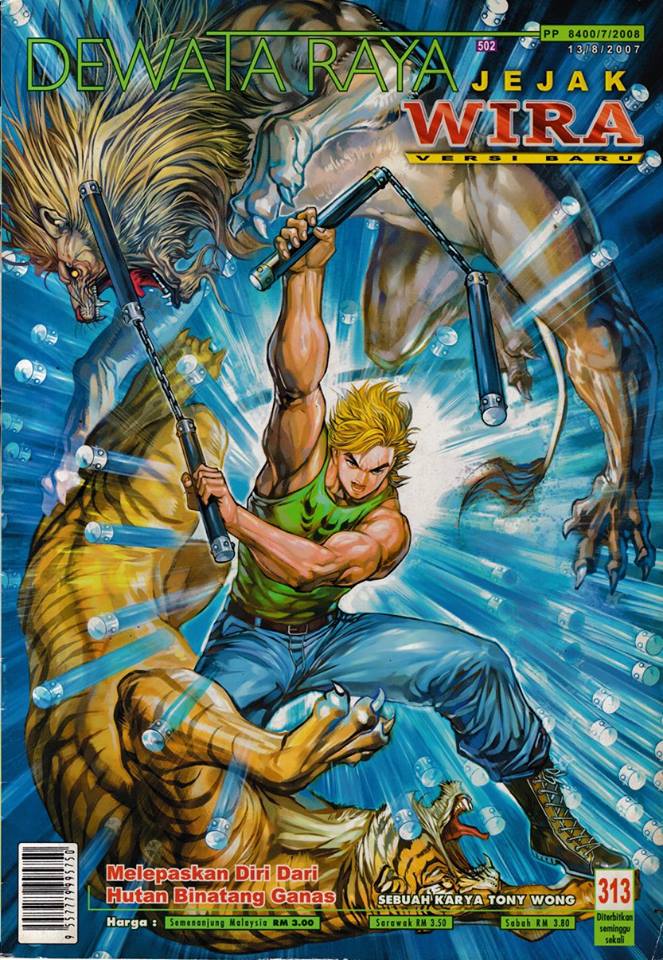 DEWATA RAYA
502
PP 8400/7/2008
13/8/2007
JEJAK
WIRA
VERSI BARU
Melepaskan Diri Dari
Hutan Binatang Ganas
SEBUAH KARYA TONY WONG
313
Diterbitkan
seminggu
sekali
Harga : Semenanjung Malaysia RM 3.00 Sarawak RM 3.50 Sabah RM 3.80
9 557779 995750